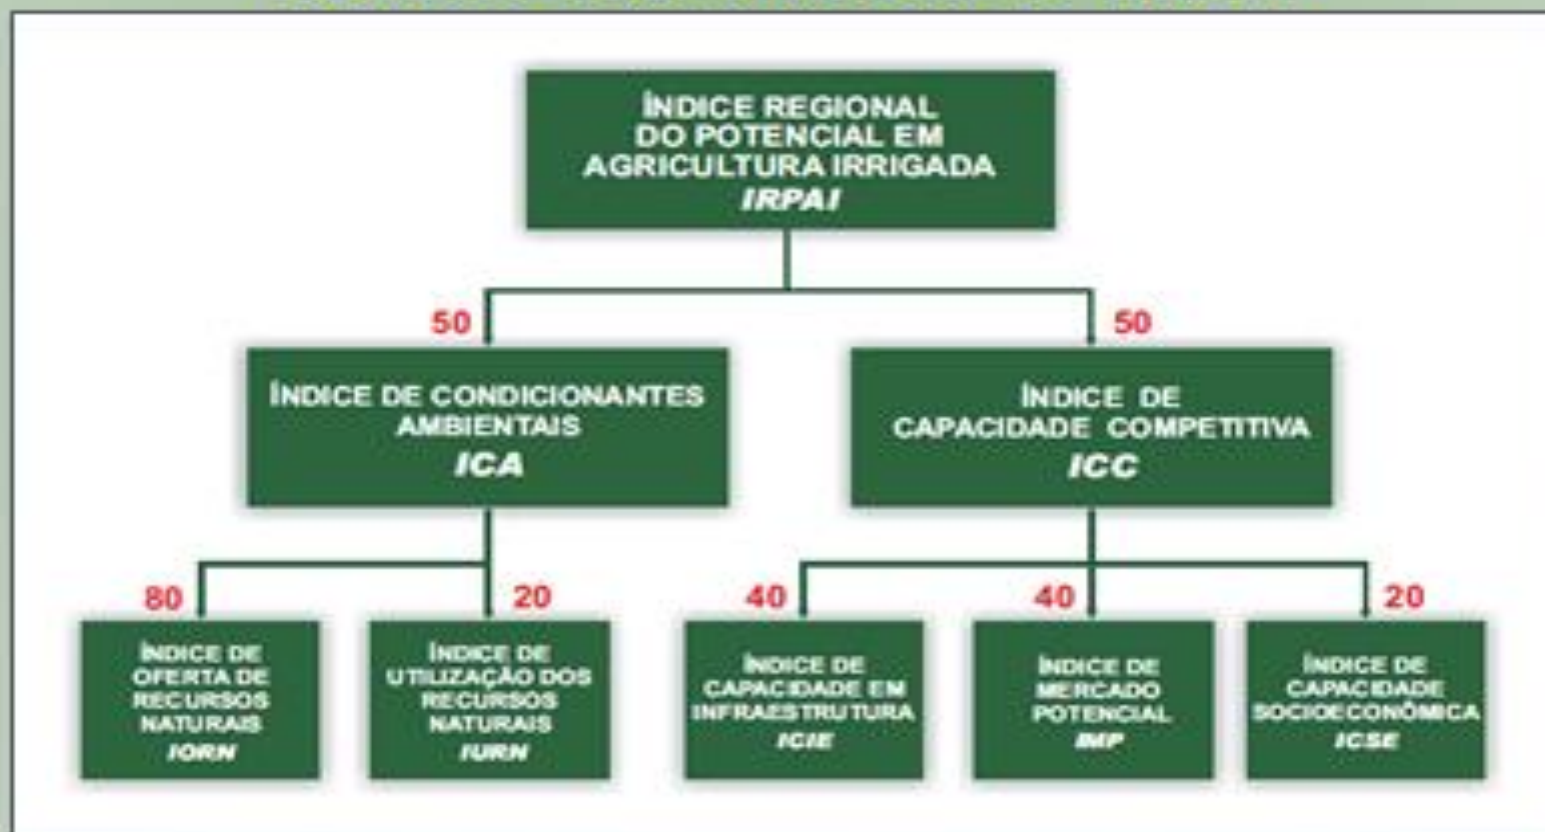 ÍNDICE REGIONAL
DO POTENCIAL EM
AGRICULTURA IRRIGADA
IRPAI
50
50
ÍNDICE DE CONDICIONANTES
AMBIENTAIS
ICA
ÍNDICE DE
CAPACIDADE COMPETITIVA
ICC
80
20
40
40
20
ÍNDICE DE
OFERTA DE
RECURSOS
NATURAIS
IORN
ÍNDICE DE
UTILIZAÇÃO DOS
RECURSOS
NATURAIS
IURN
ÍNDICE DE
CAPACIDADE EM
INFRAESTRUTURA
ICIE
ÍNDICE DE
MERCADO
POTENCIAL
IMP
ÍNDICE DE
CAPACIDADE
SOCIOECONÔMICA
ICSE